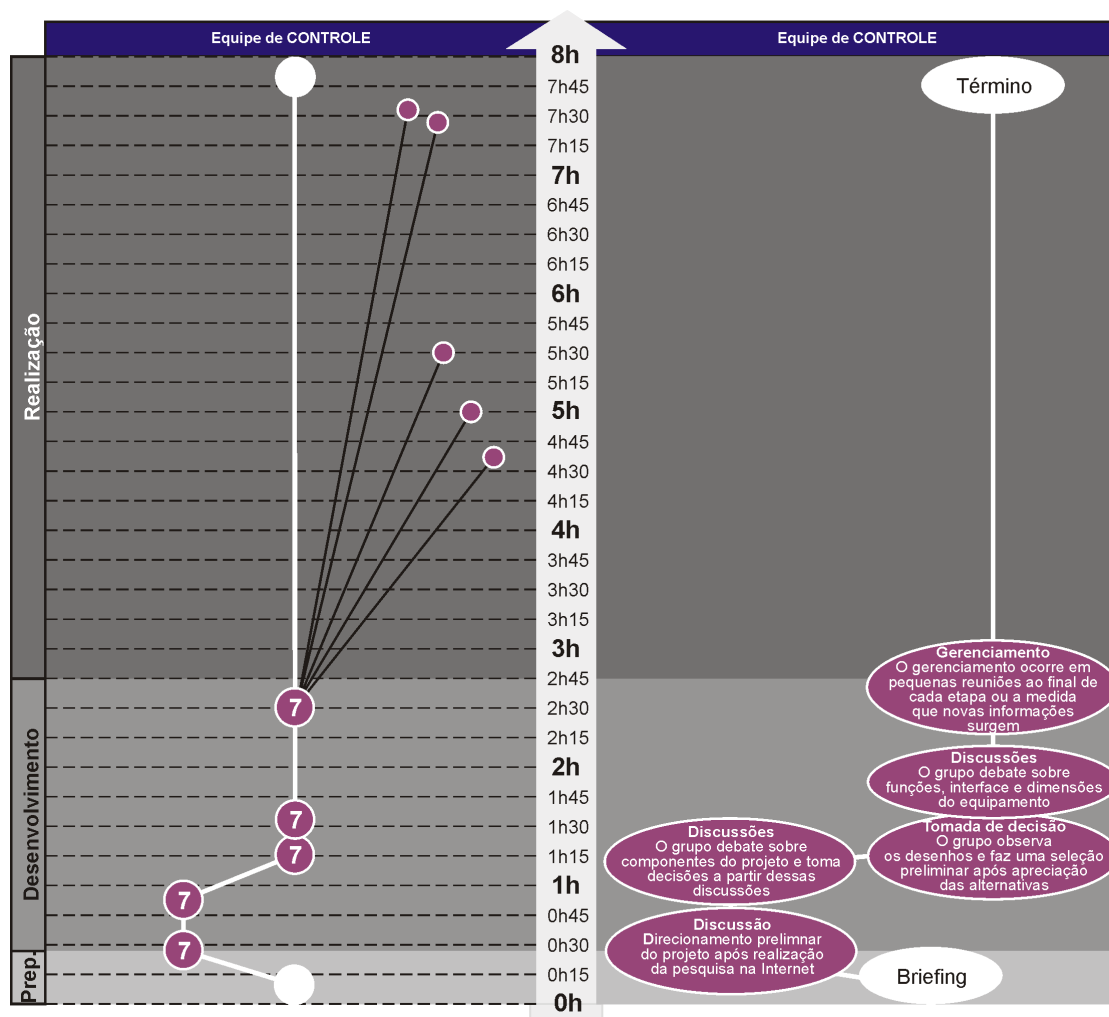 Equipe de CONTROLE
Equipe de CONTROLE
8h
7h45
7h30
7h15
7h
6h45
6h30
6h15
6h
5h45
5h30
5h15
5h
4h45
4h30
4h15
4h
3h45
3h30
3h15
3h
2h45
2h30
2h15
2h
1h45
1h30
1h15
1h
0h45
0h30
0h15
0h
Realização
Desenvolvimento
Prep.
7
7
7
7
7
Término
Gerenciamento
O gerenciamento ocorre em
pequenas reuniões ao final de
cada etapa ou a medida
que novas informações
surgem
Discussões
O grupo debate sobre
funções, interface e dimensões
do equipamento
Tomada de decisão
O grupo observa
os desenhos e faz uma seleção
preliminar após apreciação
das alternativas
Discussões
O grupo debate sobre
componentes do projeto e toma
decisões a partir dessas
discussões
Discussão
Direcionamento prelimnar
do projeto após realização
da pesquisa na Internet
Briefing